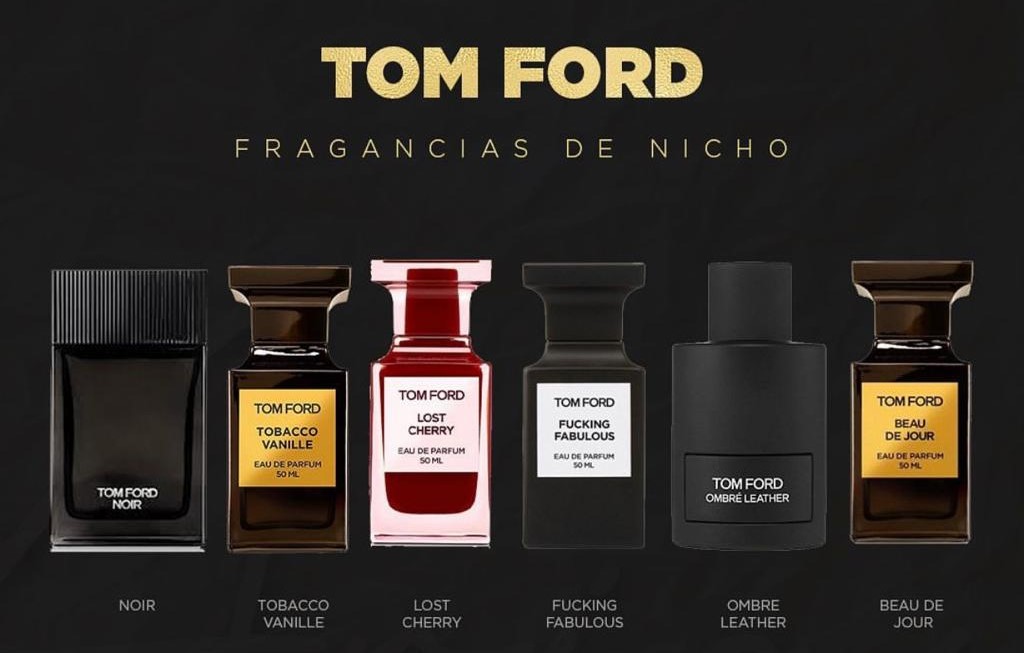 TOM FORD
FRAGANCIAS DE NICHO
TOM FORD
NOIR
TOM FORD
TOBACCO
VANILLE
EAU DE PARFUM
50 ML
TOM FORD
LOST
CHERRY
EAU DE PARFUM
50 ML
TOM FORD
FUCKING
FABULOUS
EAU DE PARFUM
50 ML
TOM FORD
OMBRÉ LEATHER
TOM FORD
BEAU
DE JOUR
EAU DE PARFUM
50 ML
NOIR
TOBACCO
VANILLE
LOST
CHERRY
FUCKING
FABULOUS
OMBRE
LEATHER
BEAU DE
JOUR